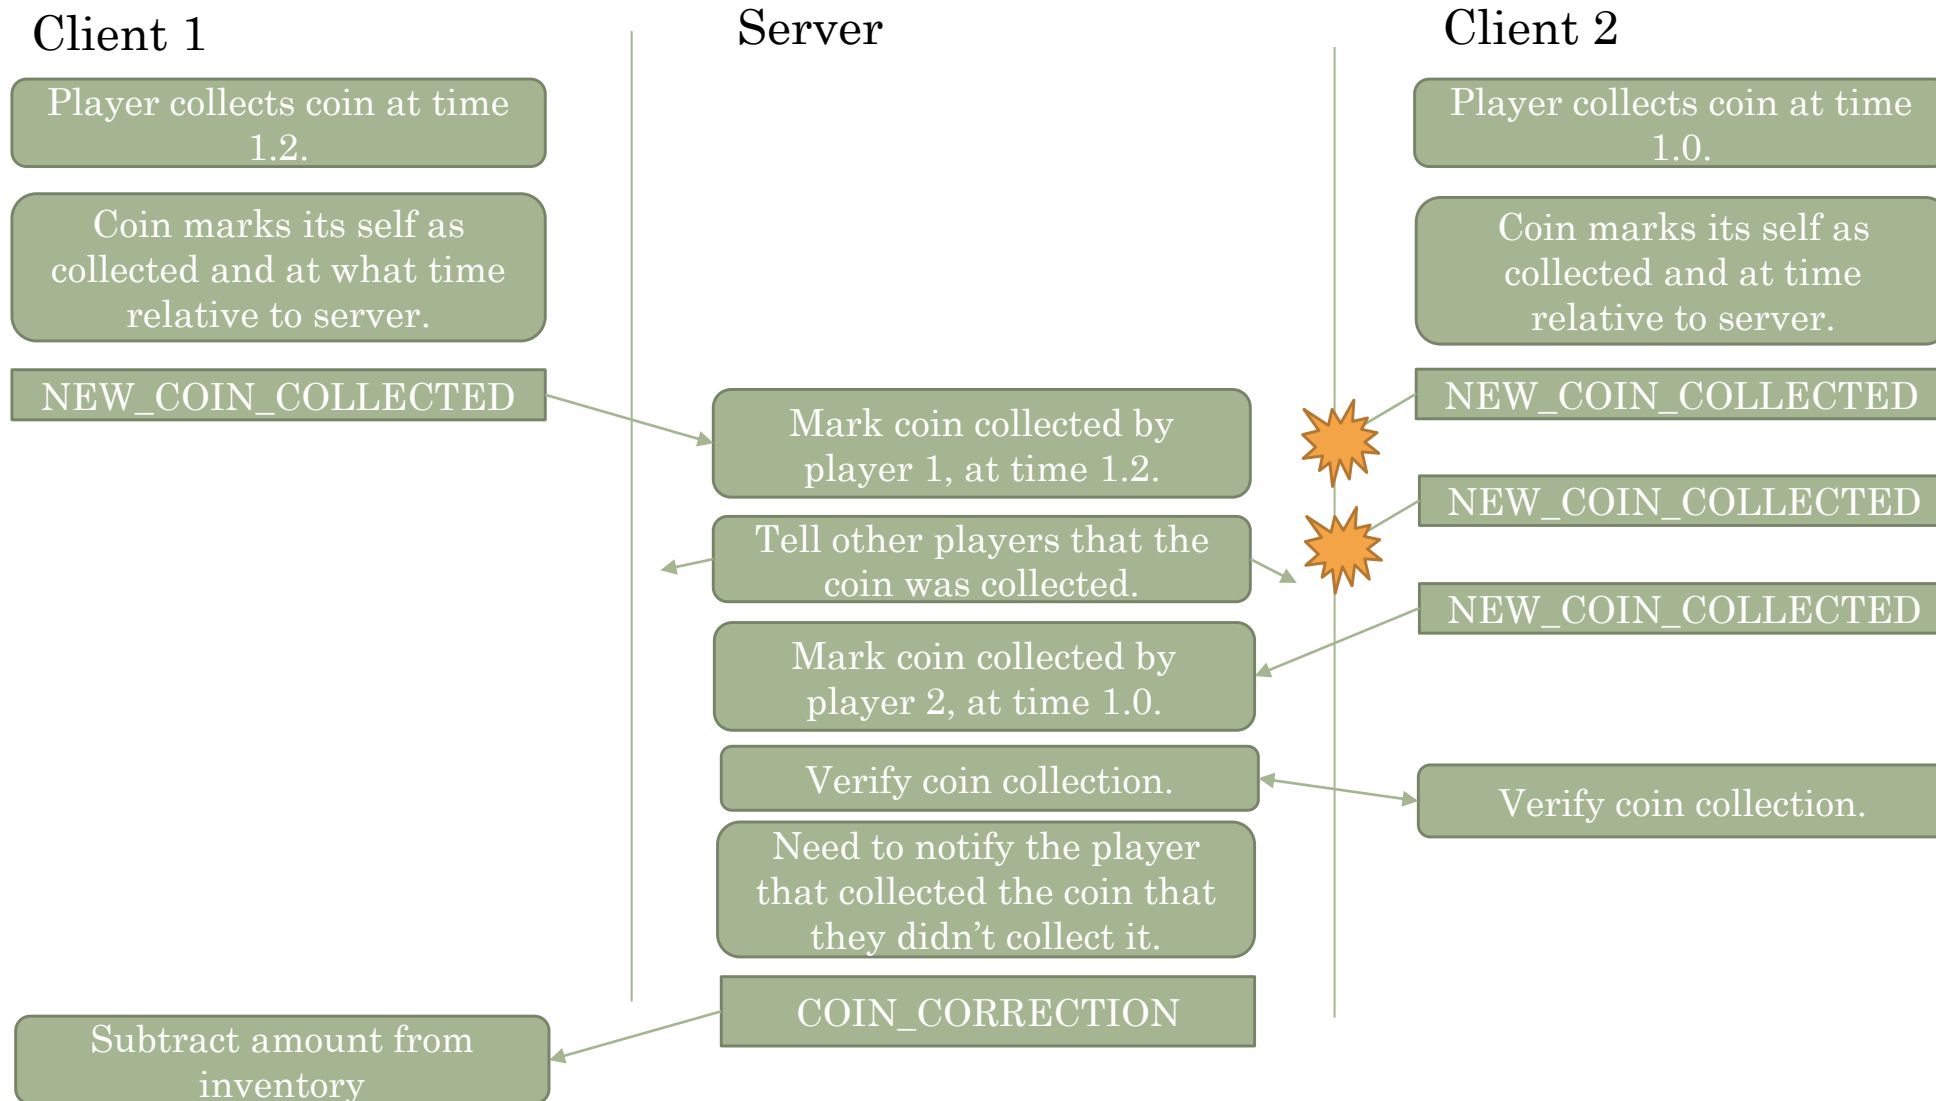 Client 1
Player collects coin at time
1.2.
Coin marks its self as
collected and at what time
relative to server.
NEW_COIN_COLLECTED
Subtract amount from
inventory
Server
Mark coin collected by
player 1, at time 1.2.
Tell other players that the
coin was collected.
Mark coin collected by
player 2, at time 1.0.
Verify coin collection.
Need to notify the player
that collected the coin that
they didn’t collect it.
COIN_CORRECTION
Client 2
Player collects coin at time
1.0.
Coin marks its self as
collected and at time
relative to server.
NEW_COIN_COLLECTED
NEW_COIN_COLLECTED
NEW_COIN_COLLECTED
Verify coin collection.